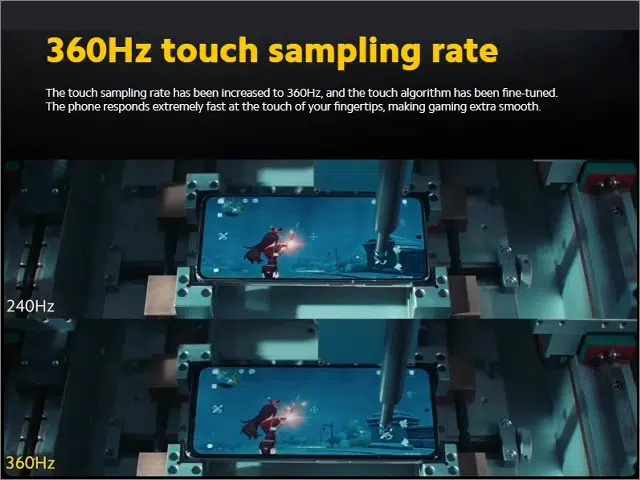 360Hz touch sampling rate
The touch sampling rate has been increased to 360Hz, and the touch algorithm has been fine-tuned.
The phone responds extremely fast at the touch of your fingertips, making gaming extra smooth.
240Hz
360Hz